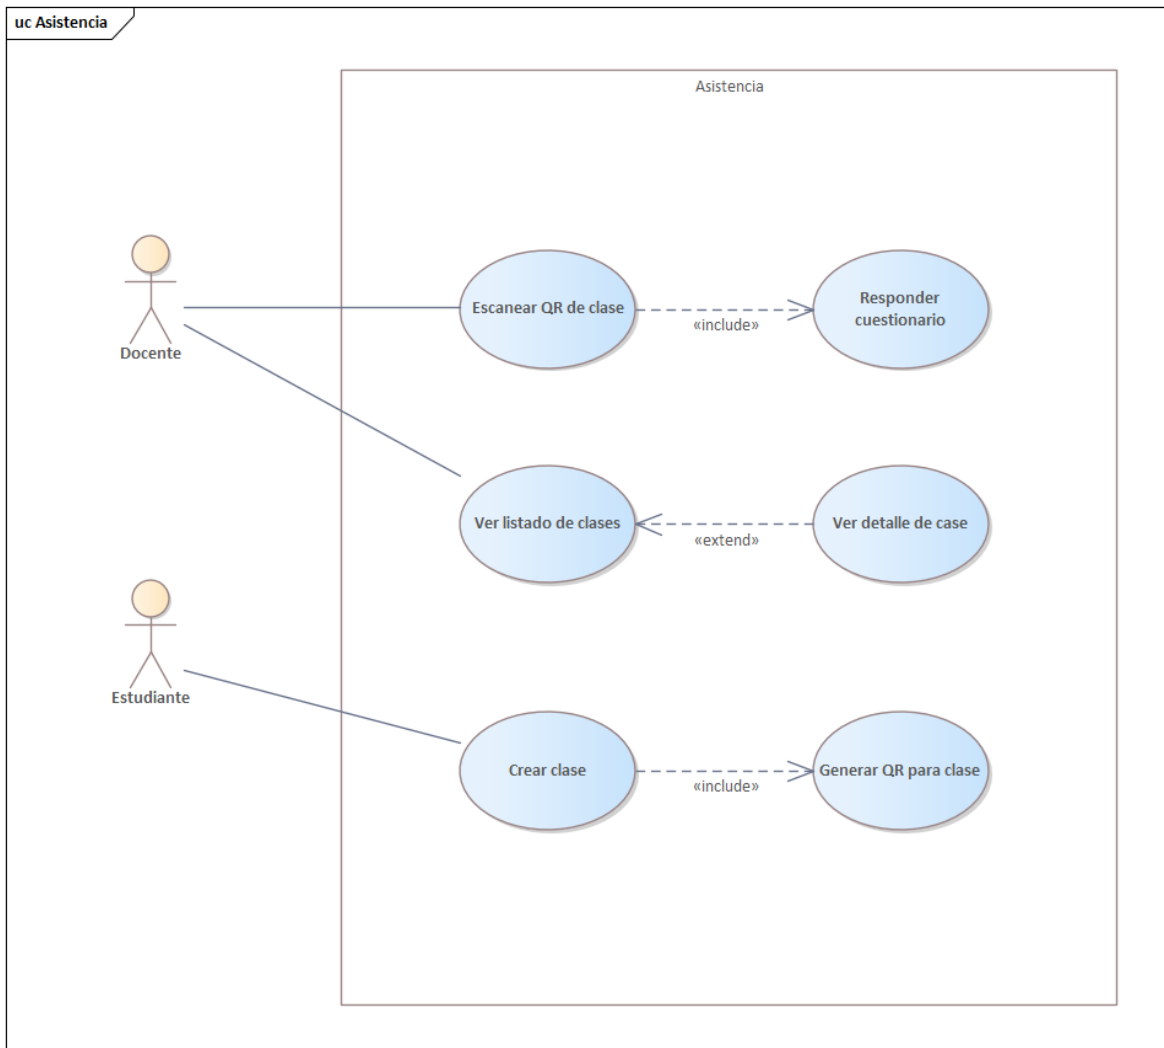 uc Asistencia
Asistencia
Docente
Escanear QR de clase
«include»
Responder
cuestionario
Ver listado de clases
«extend»
Ver detalle de case
Estudiante
Crear clase
«include»
Generar QR para clase